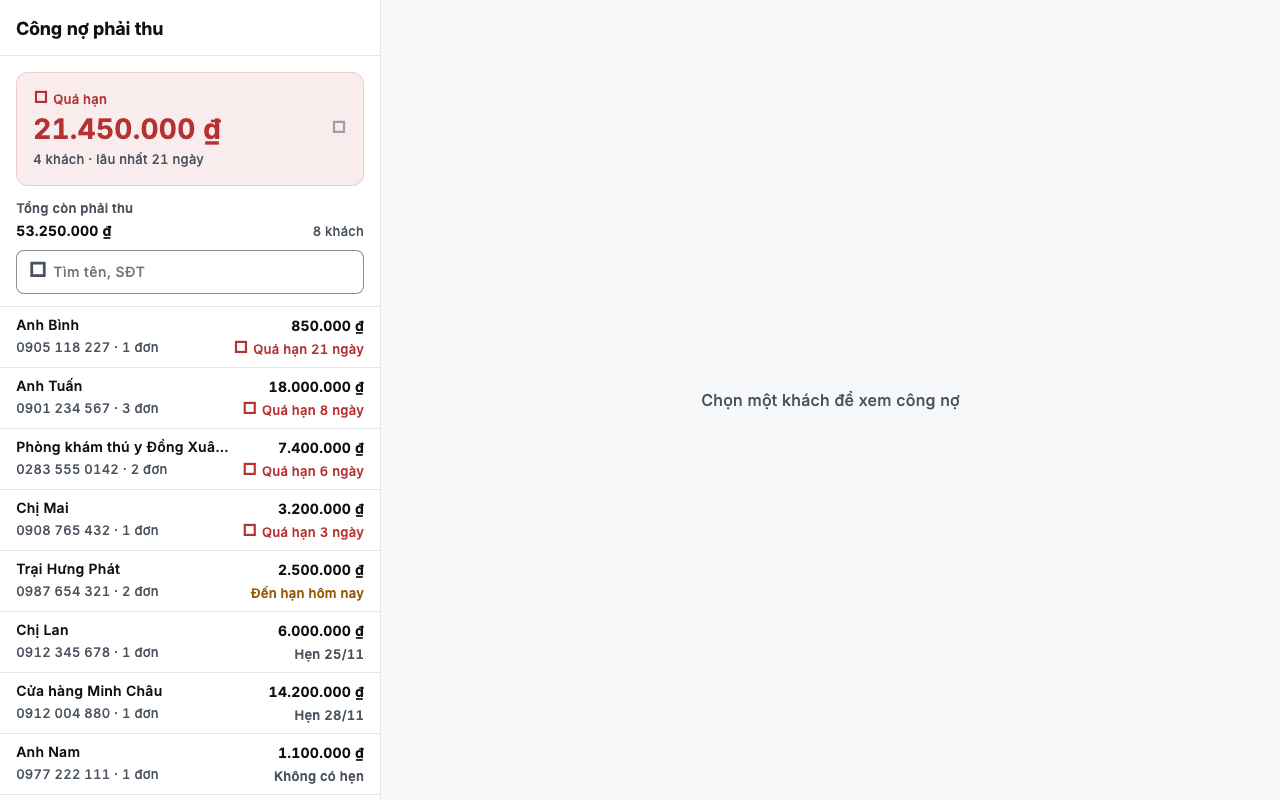 Công nợ phải thu
Quá hạn
21.450.000 ₫
4 khách · lâu nhất 21 ngày
Tổng còn phải thu
53.250.000 ₫ 8 khách
Tìm tên, SĐT
Anh Bình 850.000 ₫
0905 118 227 · 1 đơn Quá hạn 21 ngày
Anh Tuấn 18.000.000 ₫
0901 234 567 · 3 đơn Quá hạn 8 ngày
Phòng khám thú y Đồng Xuâ... 7.400.000 ₫
0283 555 0142 · 2 đơn Quá hạn 6 ngày
Chị Mai 3.200.000 ₫
0908 765 432 · 1 đơn Quá hạn 3 ngày
Trại Hưng Phát 2.500.000 ₫
0987 654 321 · 2 đơn Đến hạn hôm nay
Chị Lan 6.000.000 ₫
0912 345 678 · 1 đơn Hẹn 25/11
Cửa hàng Minh Châu 14.200.000 ₫
0912 004 880 · 1 đơn Hẹn 28/11
Anh Nam 1.100.000 ₫
0977 222 111 · 1 đơn Không có hẹn
Chọn một khách để xem công nợ